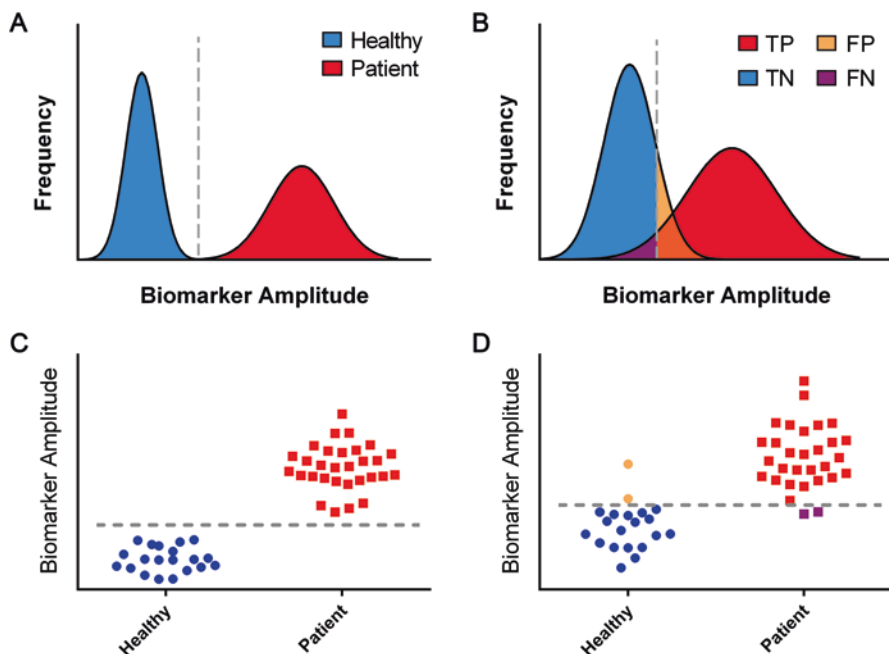 A
Healthy
Patient
Frequency
Biomarker Amplitude
B
TP FP
TN FN
Frequency
Biomarker Amplitude
C
Biomarker Amplitude
Healthy
Patient
D
Biomarker Amplitude
Healthy
Patient